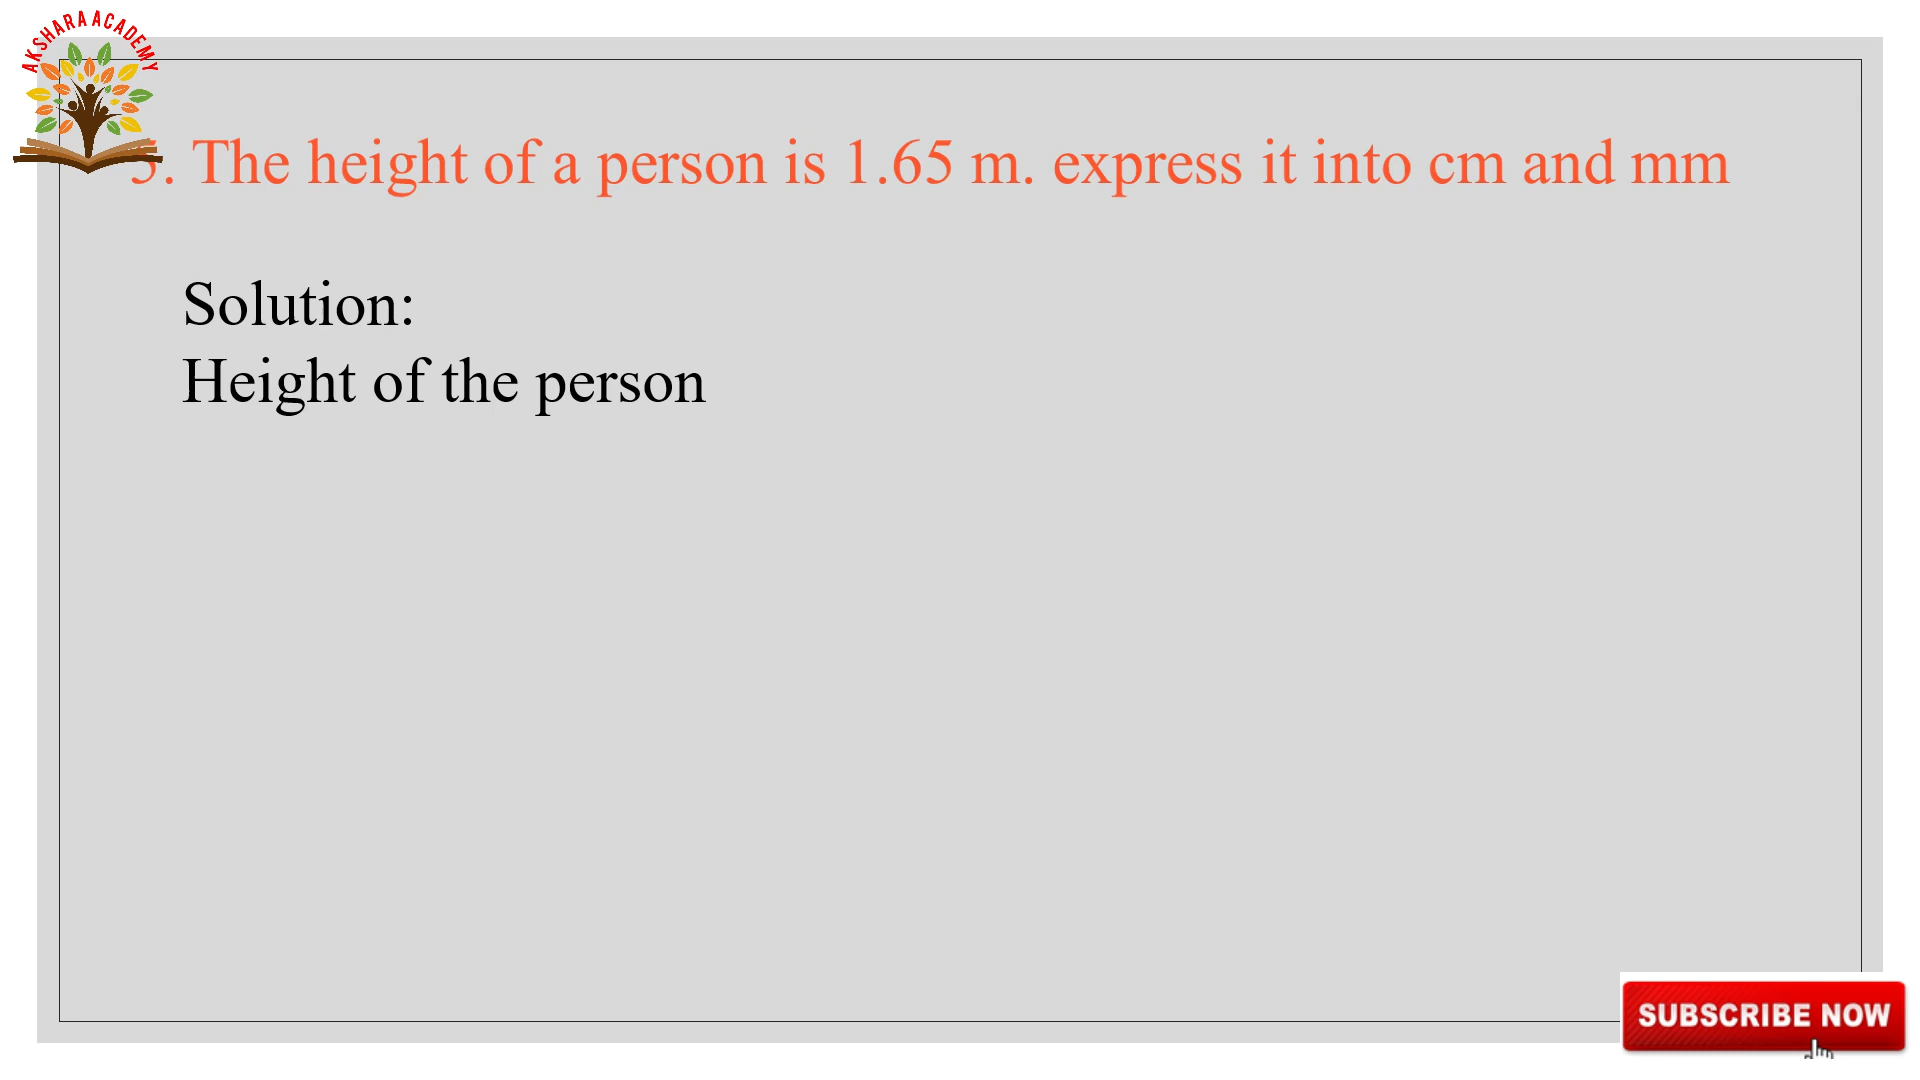 AKSHARA ACADEMY
5. The height of a person is 1.65 m. express it into cm and mm
Solution:
Height of the person
SUBSCRIBE NOW